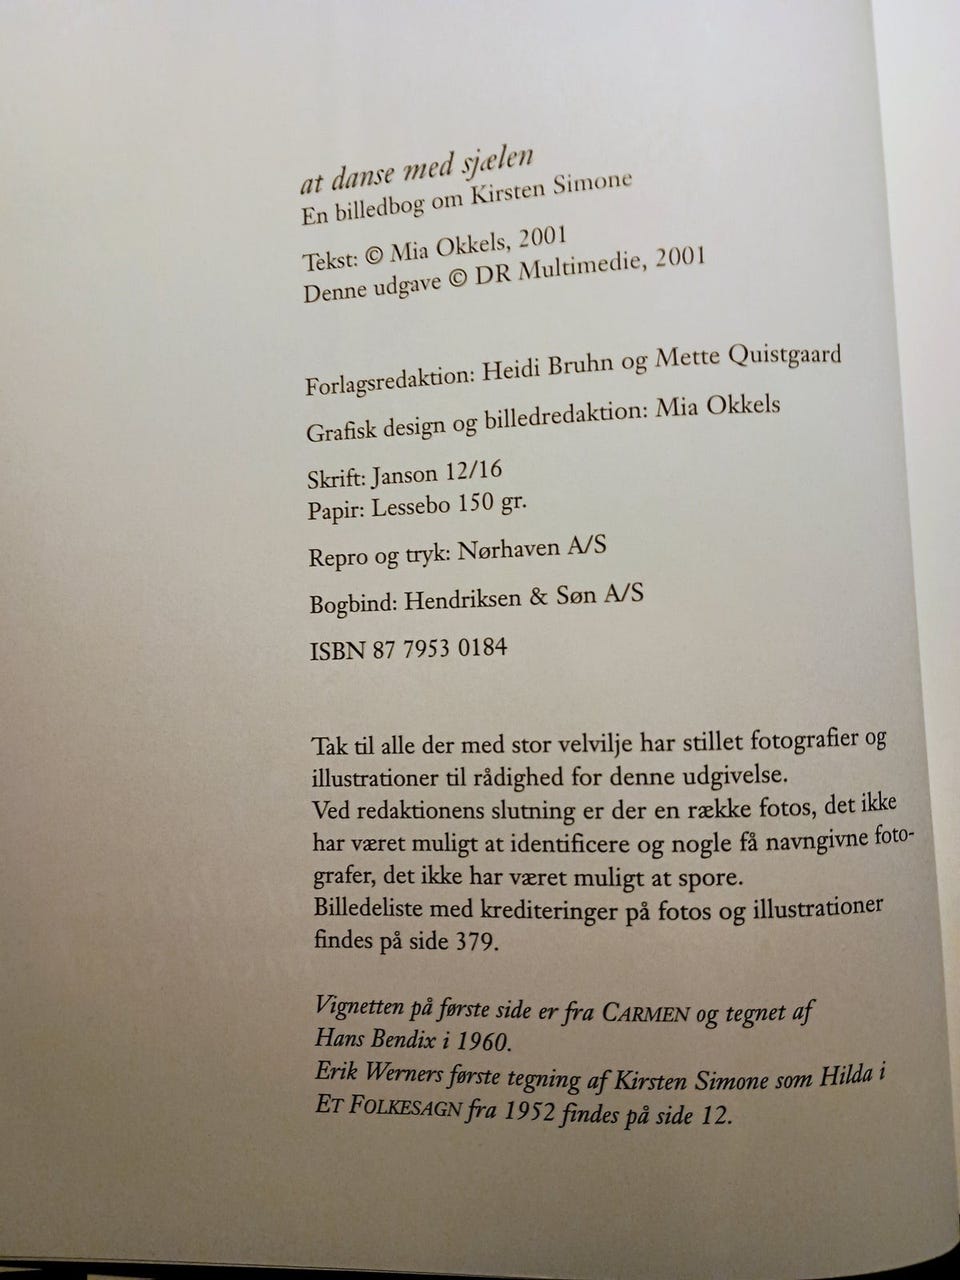 at danse med sjælen
En billedbog om Kirsten Simone
Tekst: © Mia Okkels, 2001
Denne udgave © DR Multimedie, 2001
Forlagsredaktion: Heidi Bruhn og Mette Quistgaard
Grafisk design og billedredaktion: Mia Okkels
Skrift: Janson 12/16
Papir: Lessebo 150 gr.
Repro og tryk: Nørhaven A/S
Bogbind: Hendriksen & Søn A/S
ISBN 87 7953 0184
Tak til alle der med stor velvilje har stillet fotografier og
illustrationer til rådighed for denne udgivelse.
Ved redaktionens slutning er der en række fotos, det ikke
har været muligt at identificere og nogle få navngivne foto-
grafer, det ikke har været muligt at spore.
Billedeliste med krediteringer på fotos og illustrationer
findes på side 379.
Vignetten på første side er fra CARMEN og tegnet af
Hans Bendix i 1960.
Erik Werners første tegning af Kirsten Simone som Hilda i
ET FOLKESAGN fra 1952 findes på side 12.